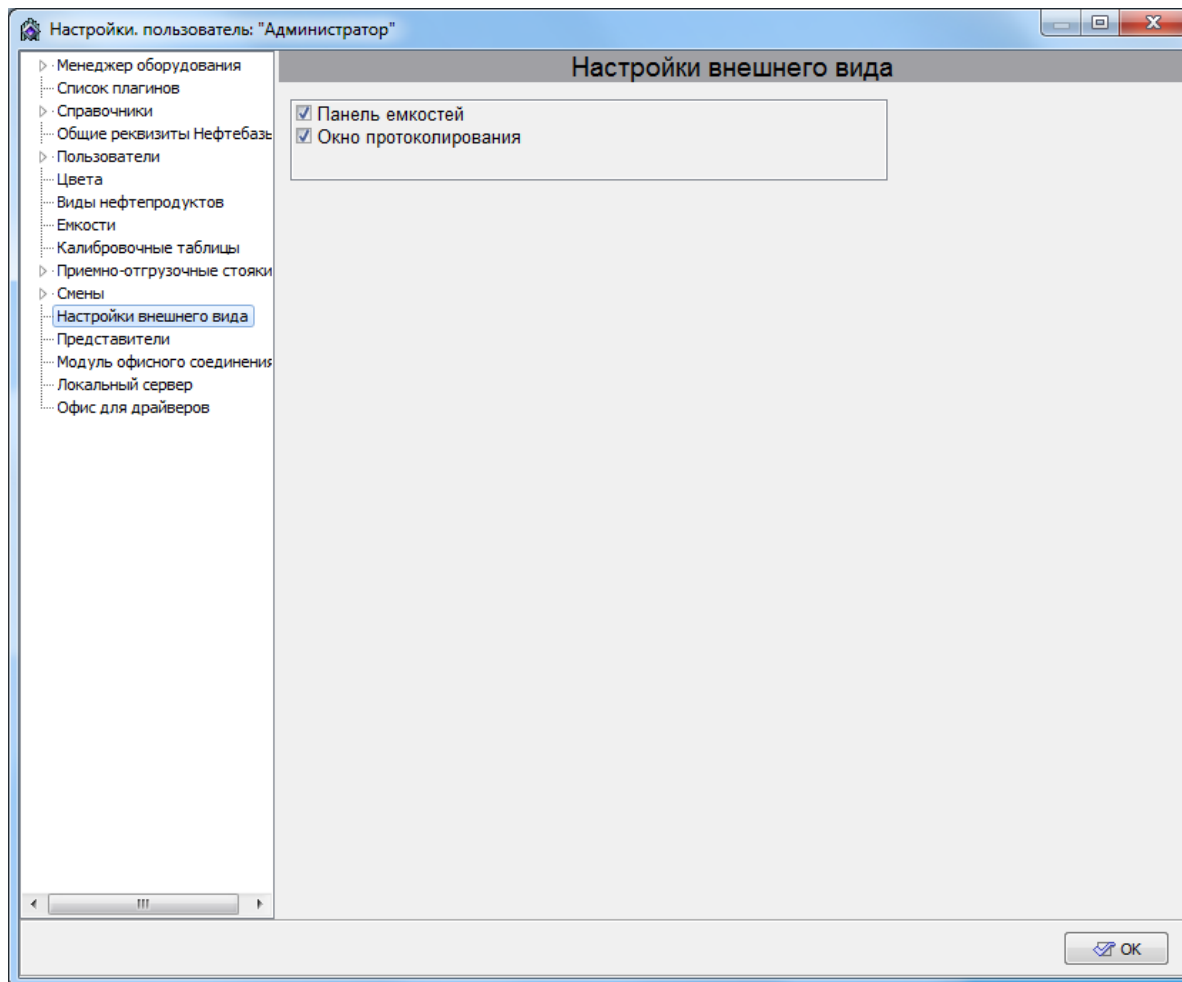 Настройки. пользователь: "Администратор"
Менеджер оборудования
Список плагинов
Справочники
Общие реквизиты Нефтебазь
Пользователи
Цвета
Виды нефтепродуктов
Емкости
Калибровочные таблицы
Приемно-отгрузочные стояки
Смены
Настройки внешнего вида
Представители
Модуль офисного соединения
Локальный сервер
Офис для драйверов
Настройки внешнего вида
Панель емкостей
Окно протоколирования
OK